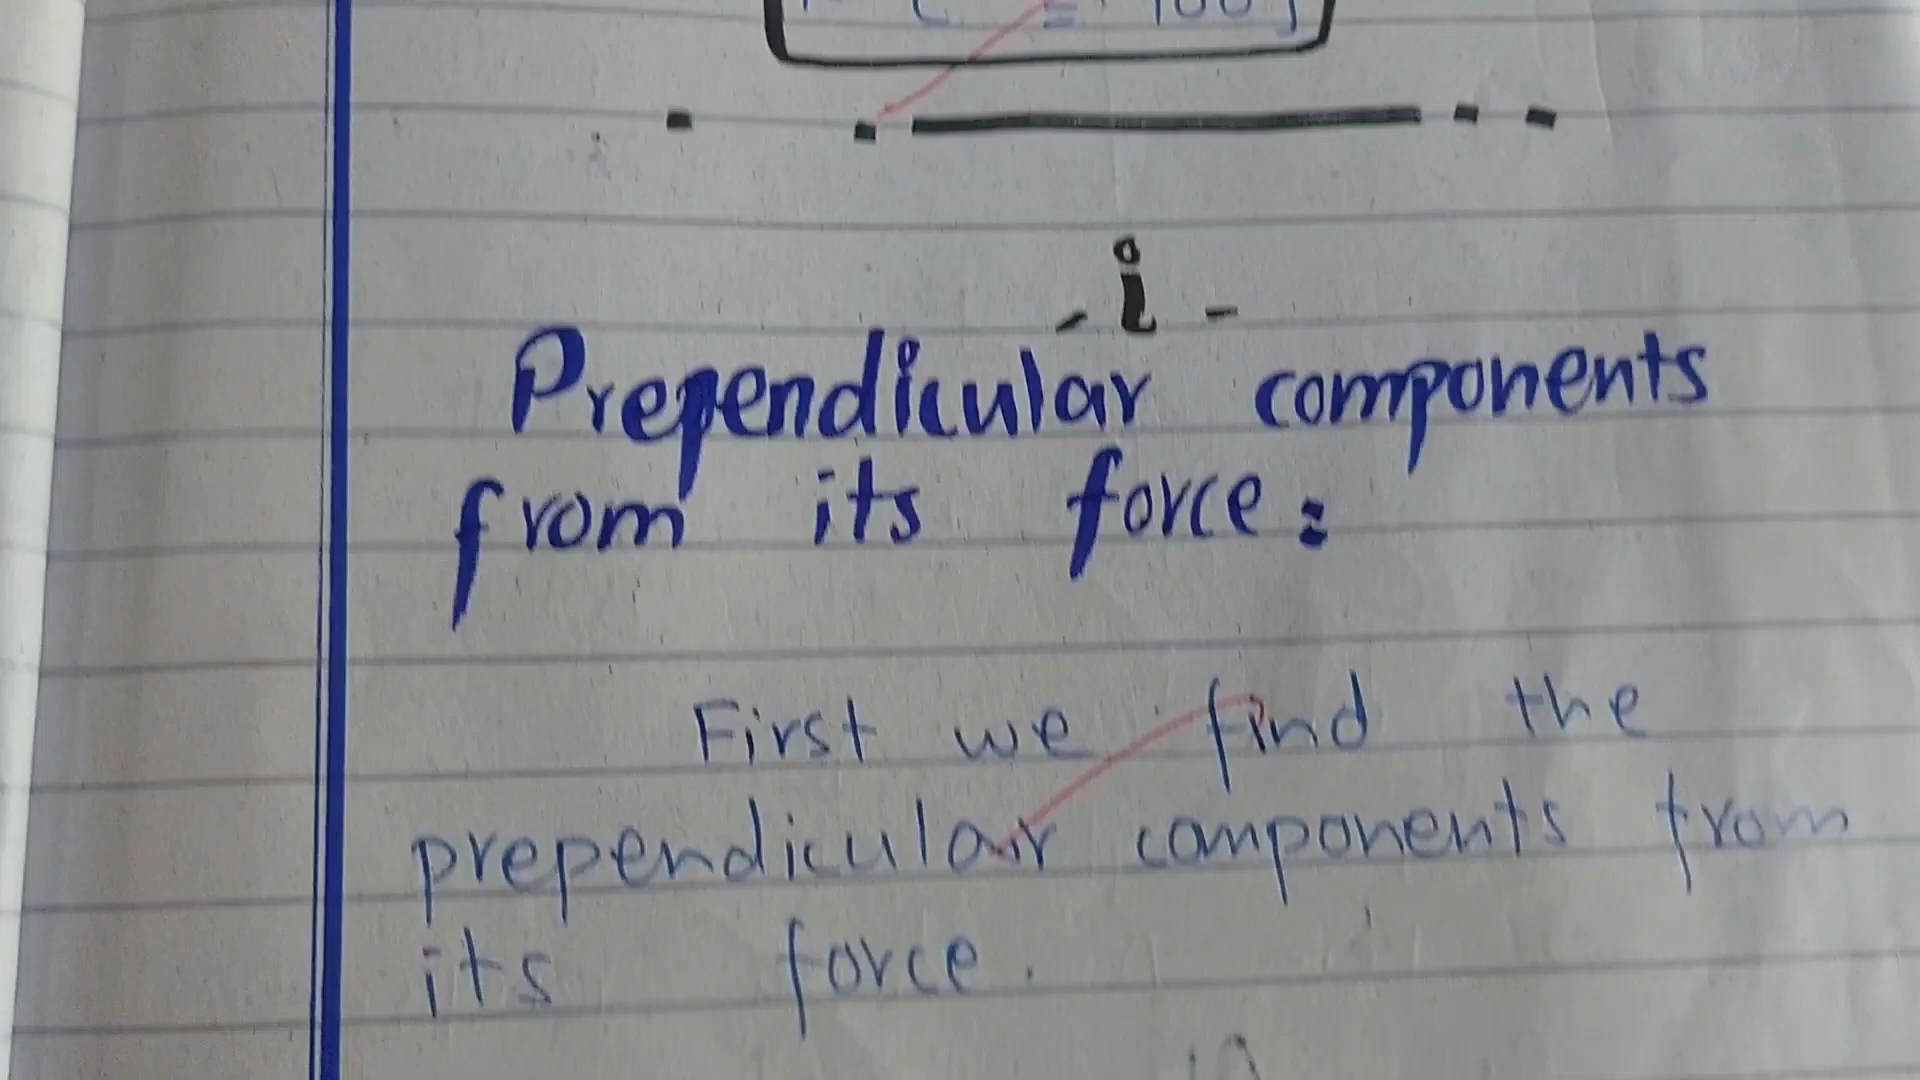 - i -
Prependicular components
from its force:
First we find the
prependicular components from
its force.